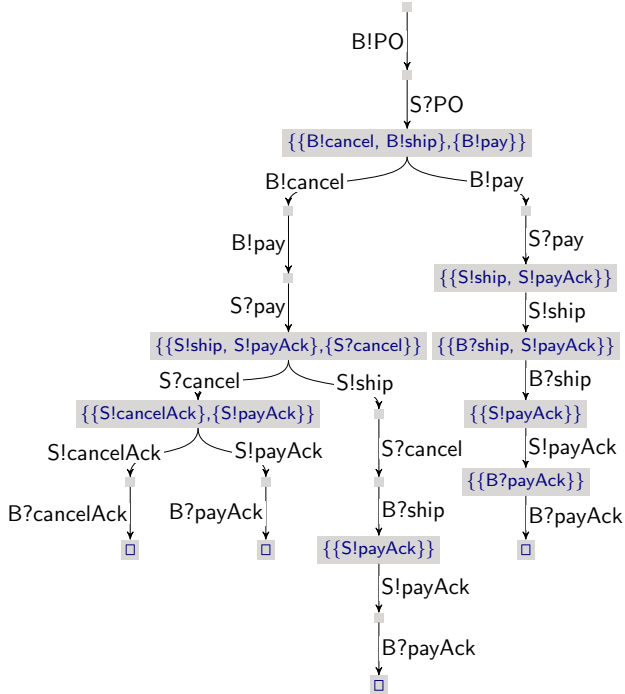 B!PO
S?PO
{{B!cancel, B!ship},{B!pay}}
B!cancel
B!pay
B!pay
S?pay
{{S!ship, S!payAck}}
S?pay
S!ship
{{S!ship, S!payAck},{S?cancel}}
{{B?ship, S!payAck}}
S?cancel
S!ship
B?ship
{{S!cancelAck},{S!payAck}}
{{S!payAck}}
S!cancelAck
S!payAck
S?cancel
S!payAck
{{B?payAck}}
B?cancelAck
B?payAck
B?ship
B?payAck
□
□
{{S!payAck}}
□
S!payAck
B?payAck
□